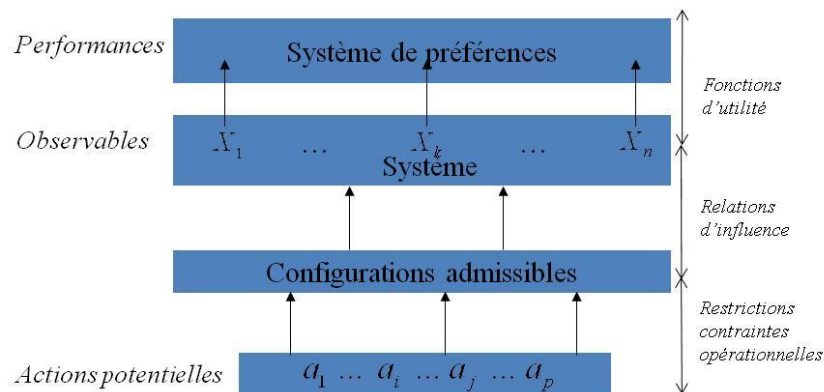 Performances
Système de préférences
Fonctions
d'utilité
Observables
X1 ... Xk ... Xn
Système
Relations
d'influence
Configurations admissibles
Restrictions
contraintes
opérationnelles
Actions potentielles
a1 ... ai ... aj ... ap